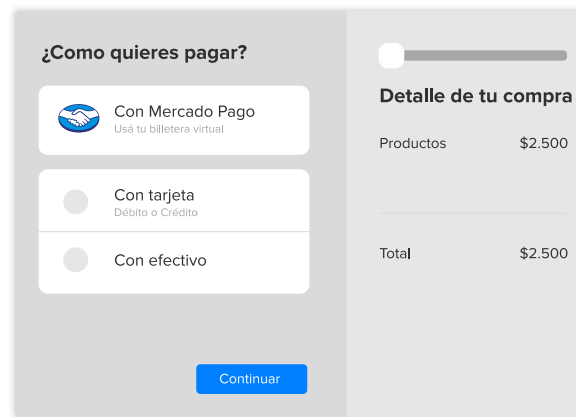 ¿Como quieres pagar?
Con Mercado Pago
Usá tu billetera virtual
Con tarjeta
Débito o Crédito
Con efectivo
Continuar
Detalle de tu compra
Productos $2.500
Total $2.500